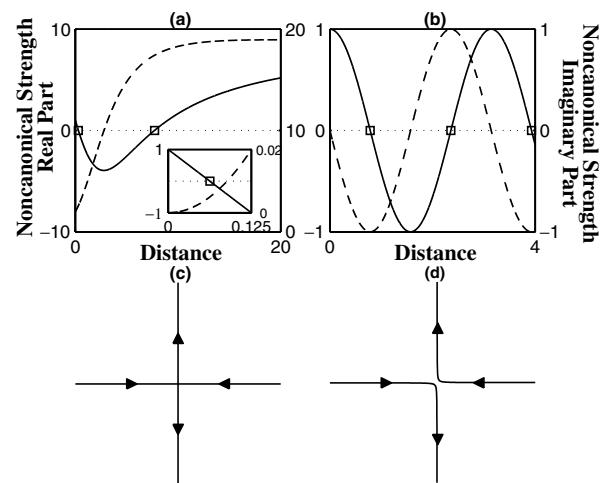 (a)
(b)
Noncanonical Strength
Real Part
10
0
−10
20
10
0
1
−1
0.02
0
0
0.125
0
20
Distance
1
0
−1
1
0
−1
0
4
Distance
Noncanonical Strength
Imaginary Part
(c)
(d)